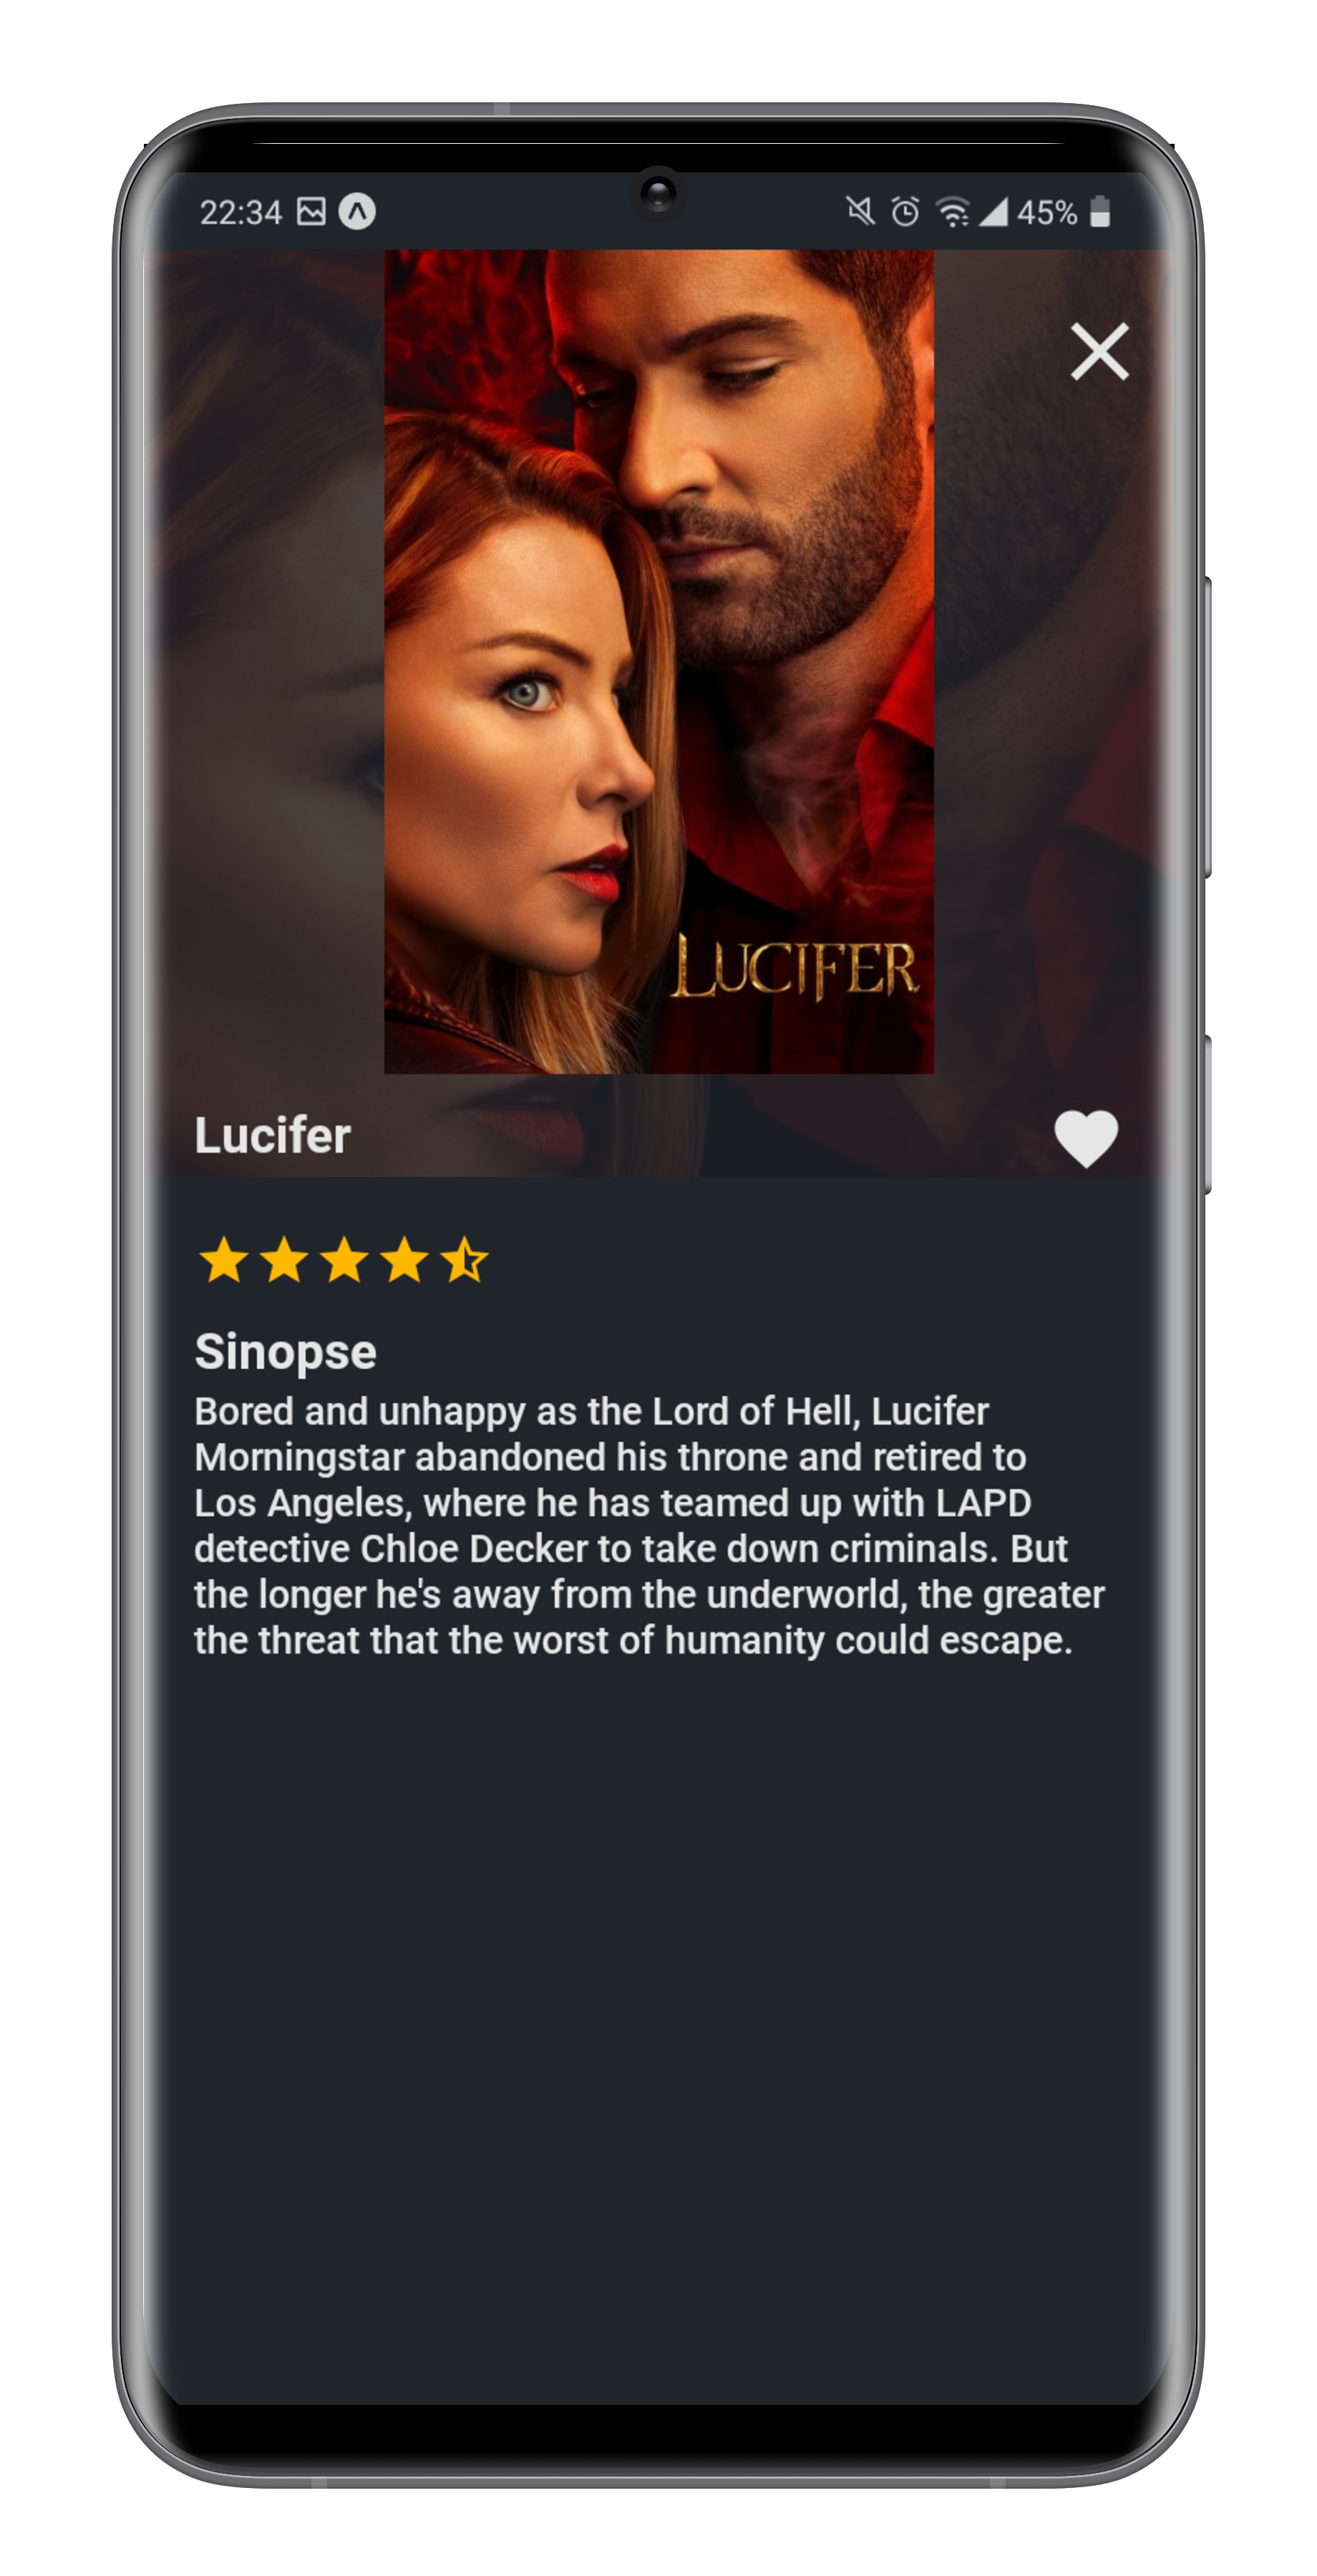 22:34 45%
LUCIFER
Lucifer
Sinopse
Bored and unhappy as the Lord of Hell, Lucifer
Morningstar abandoned his throne and retired to
Los Angeles, where he has teamed up with LAPD
detective Chloe Decker to take down criminals. But
the longer he's away from the underworld, the greater
the threat that the worst of humanity could escape.